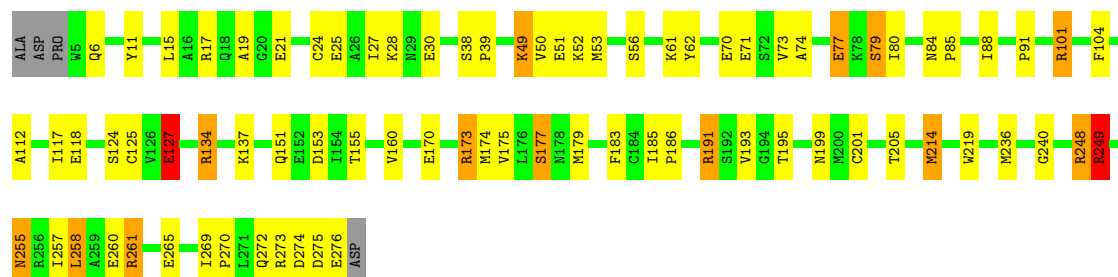 ALA ASP PRO W5 Q6 Y11 L15 A16 R17 Q18 A19 G20 E21 C24 E25 A26 I27 K28 N29 E30 S38 P39 K49 V50 E51 K52 M53 S56 K61 Y62 E70 E71 S72 V73 A74 E77 K78 S79 I80 N84 P85 I88 P91 R101 F104
A112 I117 E118 S124 C125 V126 E127 R134 K137 Q151 E152 D153 I154 T155 V160 E170 R173 M174 V175 L176 S177 N178 M179 F183 C184 I185 P186 R191 S192 V193 G194 T195 N199 M200 C201 T205 M214 W219 M236 G240 R248 R249
N255 R256 I257 L258 A259 E260 R261 E265 I269 P270 L271 Q272 R273 D274 D275 E276 ASP